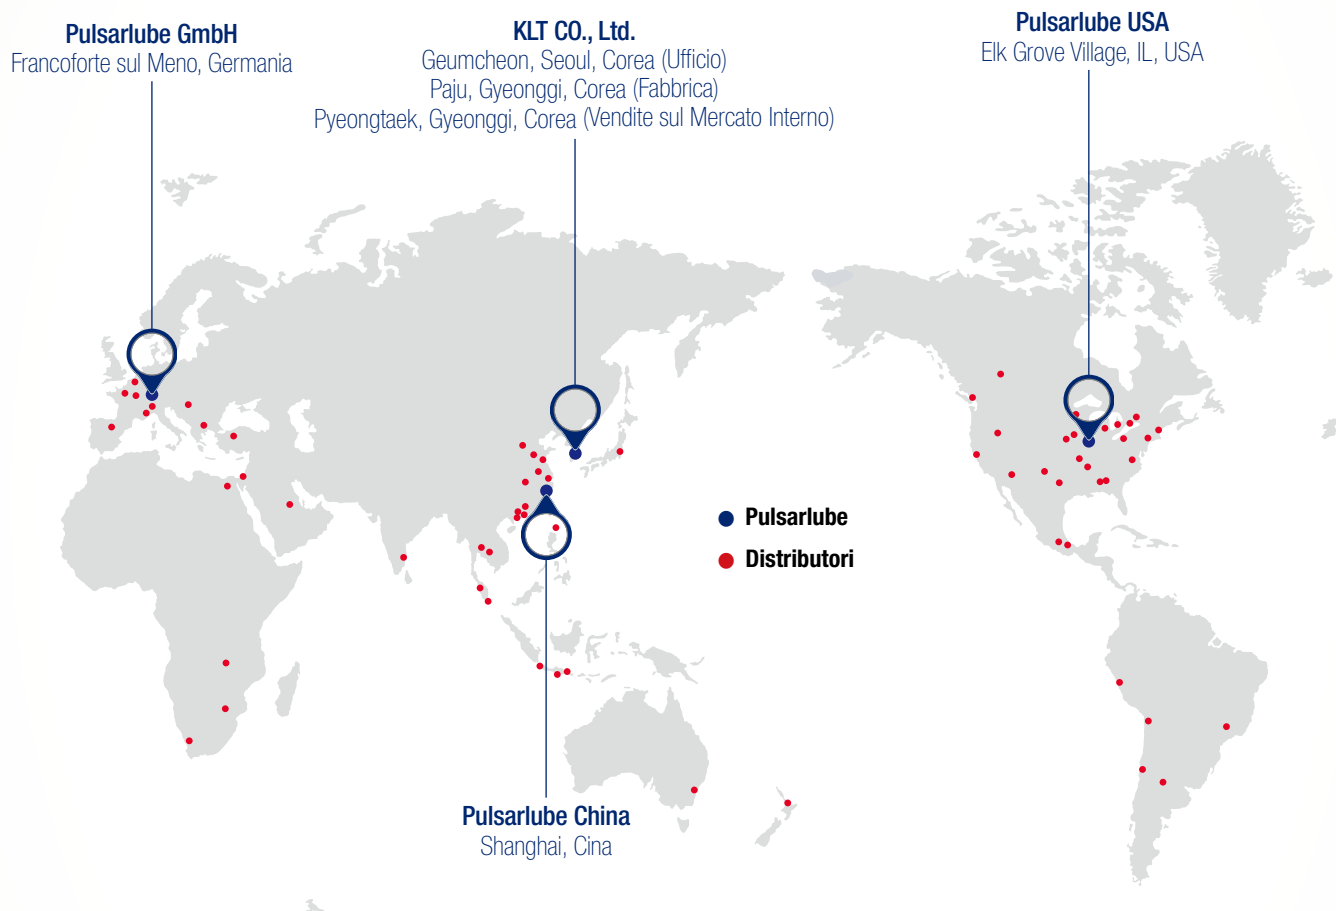 Pulsarlube GmbH
Francoforte sul Meno, Germania
KLT CO., Ltd.
Geumcheon, Seoul, Corea (Ufficio)
Paju, Gyeonggi, Corea (Fabbrica)
Pyeongtaek, Gyeonggi, Corea (Vendite sul Mercato Interno)
Pulsarlube USA
Elk Grove Village, IL, USA
Pulsarlube
Distributori
Pulsarlube China
Shanghai, Cina